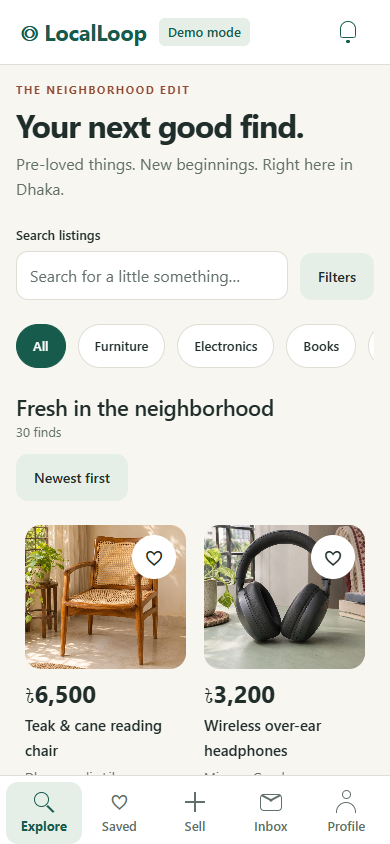 LocalLoop
Demo mode
THE NEIGHBORHOOD EDIT
Your next good find.
Pre-loved things. New beginnings. Right here in
Dhaka.
Search listings
Search for a little something...
Filters
All
Furniture
Electronics
Books
Fresh in the neighborhood
30 finds
Newest first
৳6,500
৳3,200
Teak & cane reading
chair
Wireless over-ear
headphones
Explore
Saved
Sell
Inbox
Profile